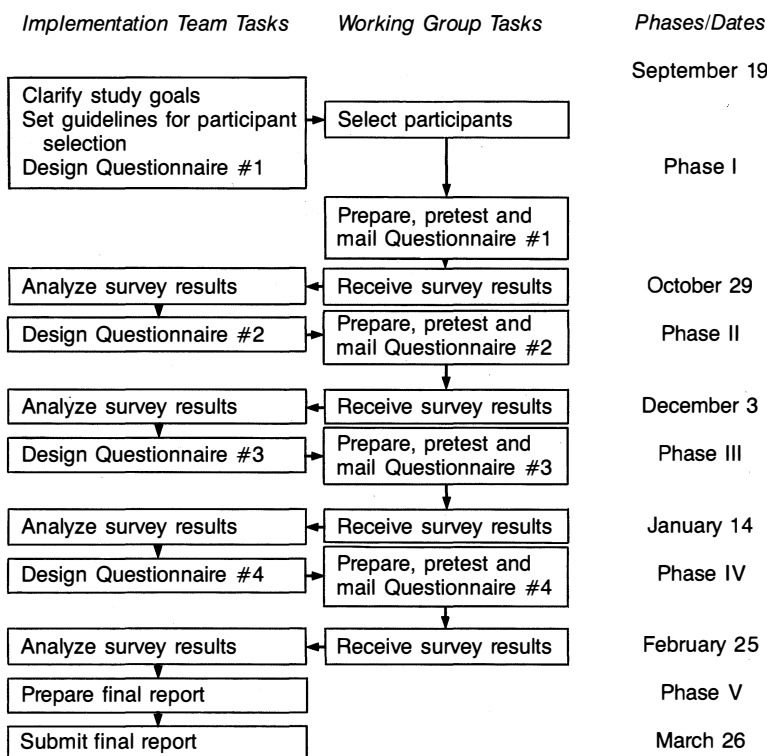 Implementation Team Tasks Working Group Tasks Phases/Dates
September 19
Clarify study goals
Set guidelines for participant
selection
Design Questionnaire #1
Select participants
Phase I
Prepare, pretest and
mail Questionnaire #1
Analyze survey results Receive survey results October 29
Design Questionnaire #2 Prepare, pretest and
mail Questionnaire #2
Phase II
Analyze survey results Receive survey results December 3
Design Questionnaire #3 Prepare, pretest and
mail Questionnaire #3
Phase III
Analyze survey results Receive survey results January 14
Design Questionnaire #4 Prepare, pretest and
mail Questionnaire #4
Phase IV
Analyze survey results Receive survey results February 25
Prepare final report Phase V
Submit final report March 26